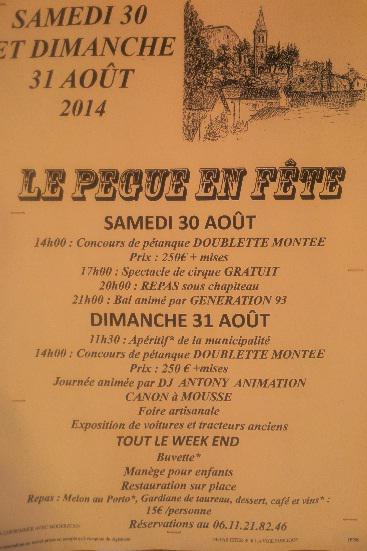 SAMEDI 30
ET DIMANCHE
31 AOÛT
2014
LE PEGUE EN FÊTE
SAMEDI 30 AOÛT
14h00 : Concours de pétanque DOUBLETTE MONTEE
Prix : 250€ + mises
17h00 : Spectacle de cirque GRATUIT
20h00 : REPAS sous chapiteau
21h00 : Bal animé par GENERATION 93
DIMANCHE 31 AOÛT
11h30 : Apéritif* de la municipalité
14h00 : Concours de pétanque DOUBLETTE MONTEE
Prix : 250 € +mises
Journée animée par DJ ANTONY ANIMATION
CANON à MOUSSE
Foire artisanale
Exposition de voitures et tracteurs anciens
TOUT LE WEEK END
Buvette*
Manège pour enfants
Restauration sur place
Repas : Melon au Porto*, Gardiane de taureau, dessert, café et vins* :
15€/personne
Réservations au 06.11.21.82.46
A CONSOMMER AVEC MODERATION